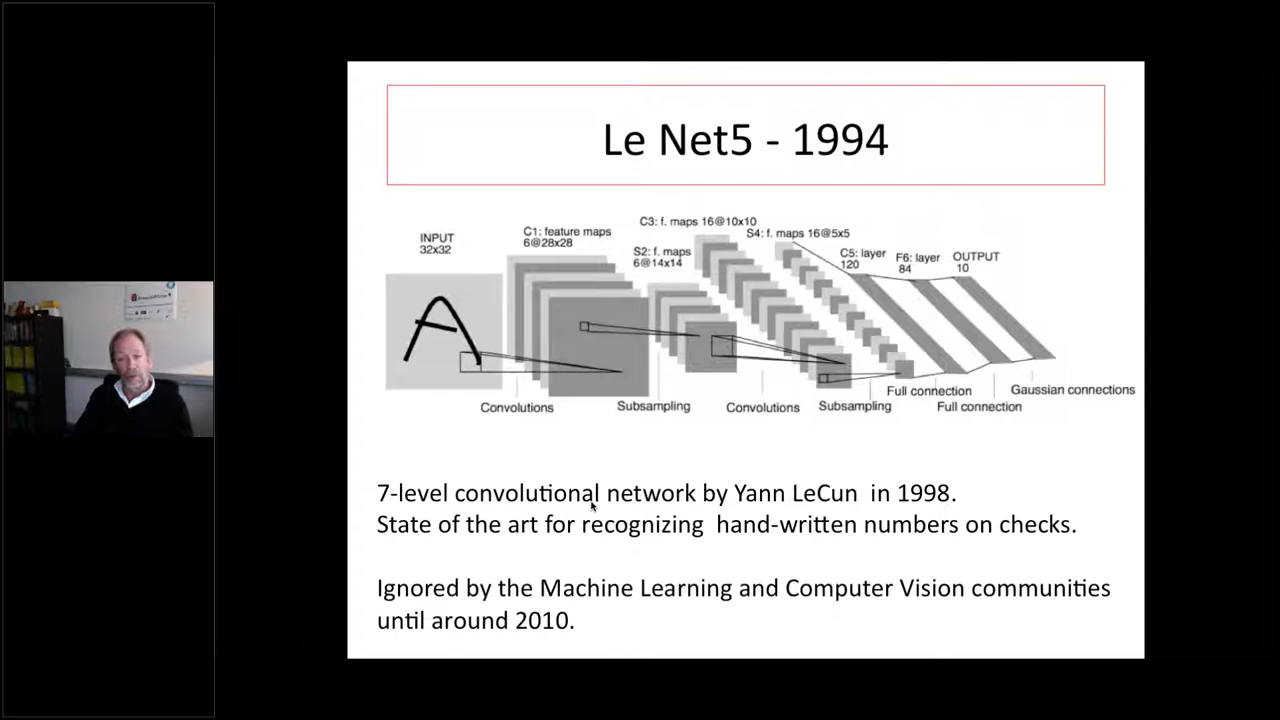 Le Net5 - 1994
C3: f. maps 16@10x10
INPUT
32x32
C1: feature maps
6@28x28
S2: f. maps
6@14x14
S4: f. maps 16@5x5
C5: layer
120
F6: layer
84
OUTPUT
10
A
Convolutions
Subsampling
Convolutions
Subsampling
Full connection
Full connection
Gaussian connections
7-level convolutional network by Yann LeCun in 1998.
State of the art for recognizing hand-written numbers on checks.
Ignored by the Machine Learning and Computer Vision communities
until around 2010.